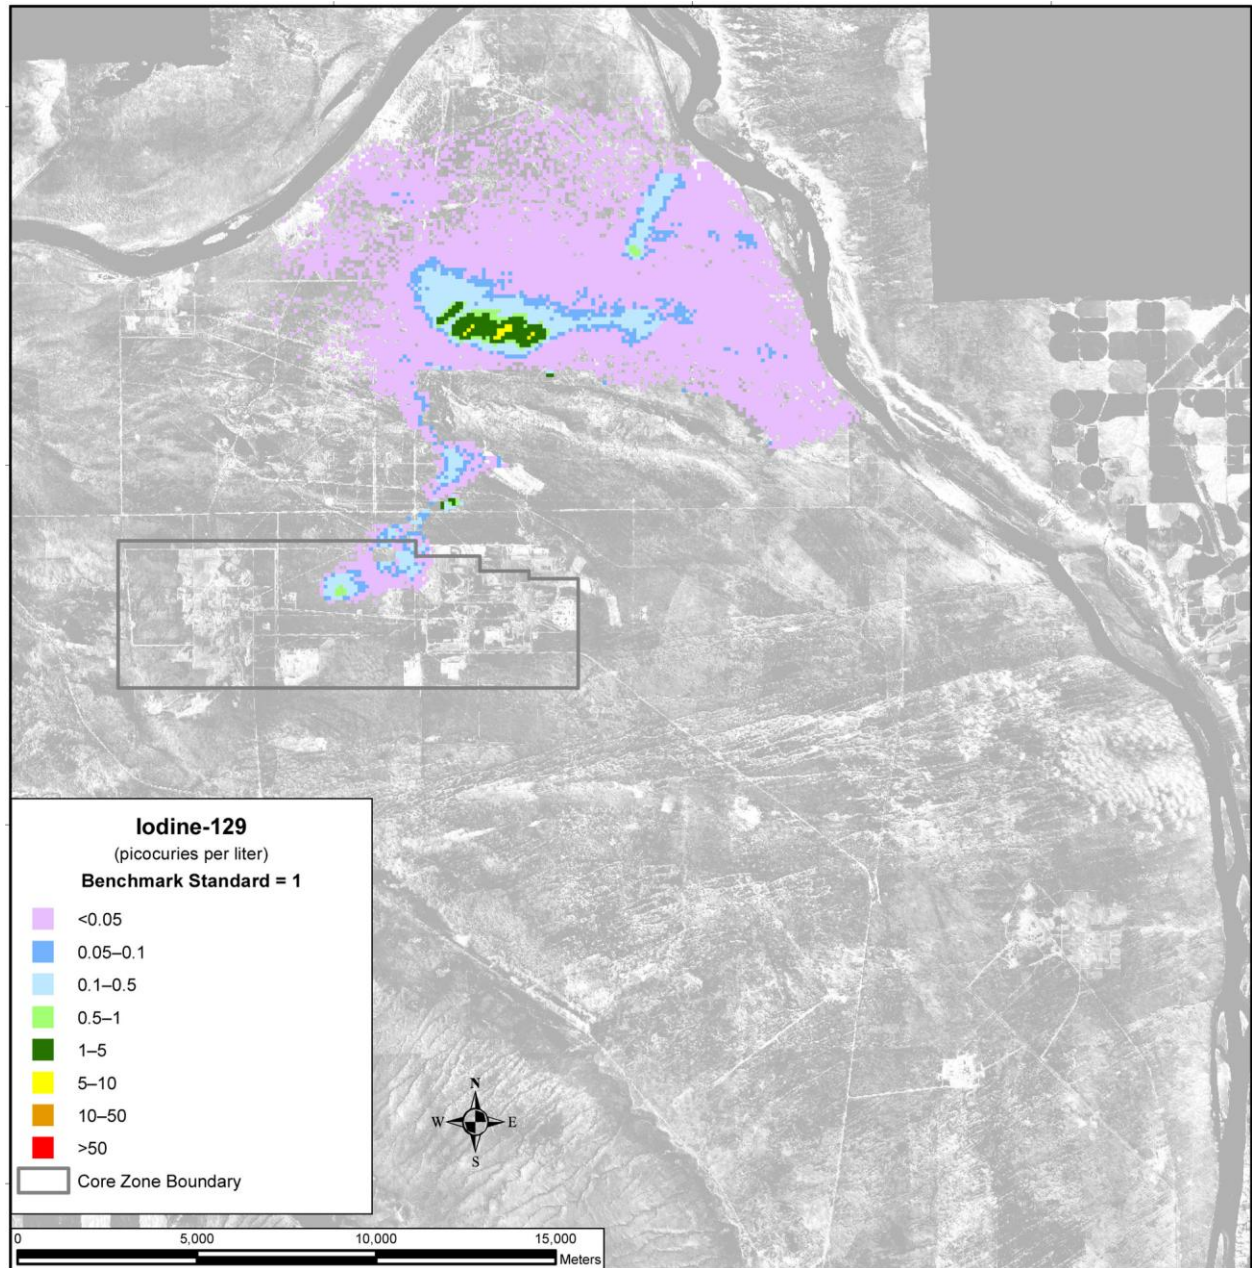 Iodine-129
(picocuries per liter)
Benchmark Standard = 1
<0.05
0.05–0.1
0.1–0.5
0.5–1
1–5
5–10
10–50
>50
Core Zone Boundary
N
W E
S
0 5,000 10,000 15,000
Meters